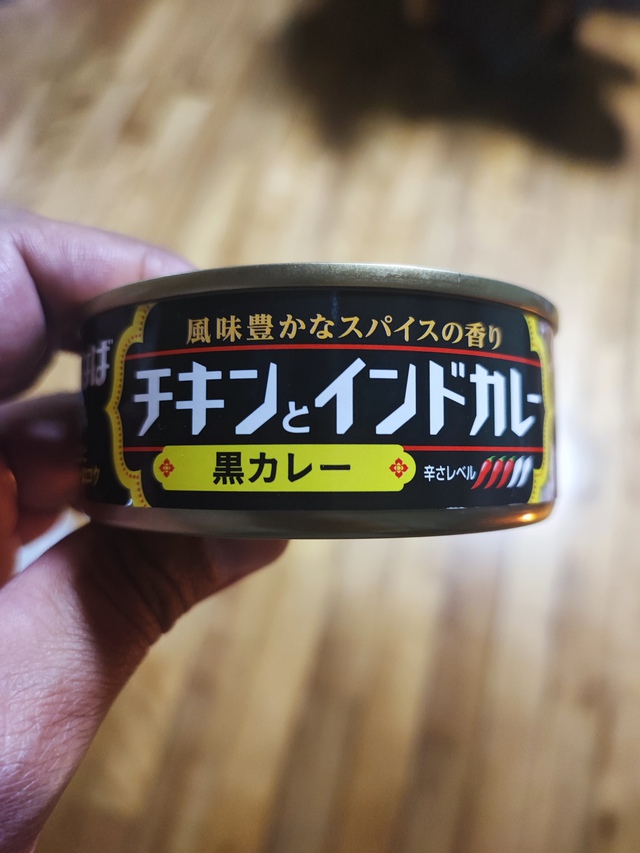 風味豊かなスパイスの香り
チキンとインドカレー
黒カレー
辛さレベル